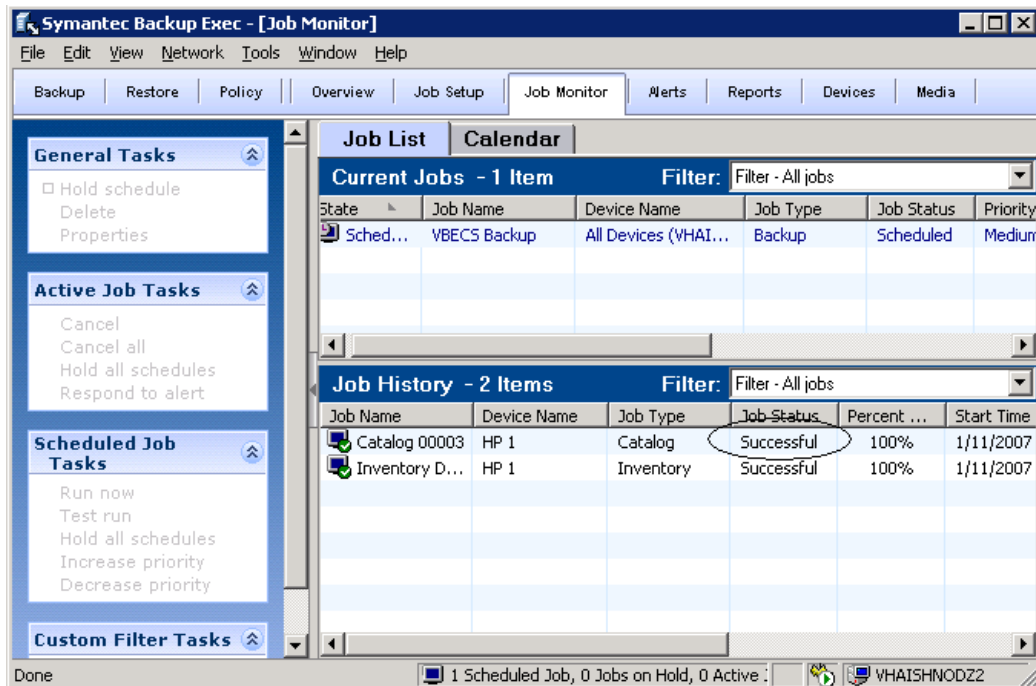 Symantec Backup Exec - [Job Monitor]
File Edit View Network Tools Window Help
Backup Restore Policy Overview Job Setup Job Monitor Alerts Reports Devices Media
General Tasks
Hold schedule
Delete
Properties
Active Job Tasks
Cancel
Cancel all
Hold all schedules
Respond to alert
Scheduled Job
Tasks
Run now
Test run
Hold all schedules
Increase priority
Decrease priority
Custom Filter Tasks
Job List Calendar
Current Jobs - 1 Item Filter: Filter - All jobs
State Job Name Device Name Job Type Job Status Priority
Sched... VBECS Backup All Devices (VHAI... Backup Scheduled Medium
Job History - 2 Items Filter: Filter - All jobs
Job Name Device Name Job Type Job Status Percent ... Start Time
Catalog 00003 HP 1 Catalog Successful 100% 1/11/2007
Inventory D... HP 1 Inventory Successful 100% 1/11/2007
Done 1 Scheduled Job, 0 Jobs on Hold, 0 Active J VHAISHNODZ2